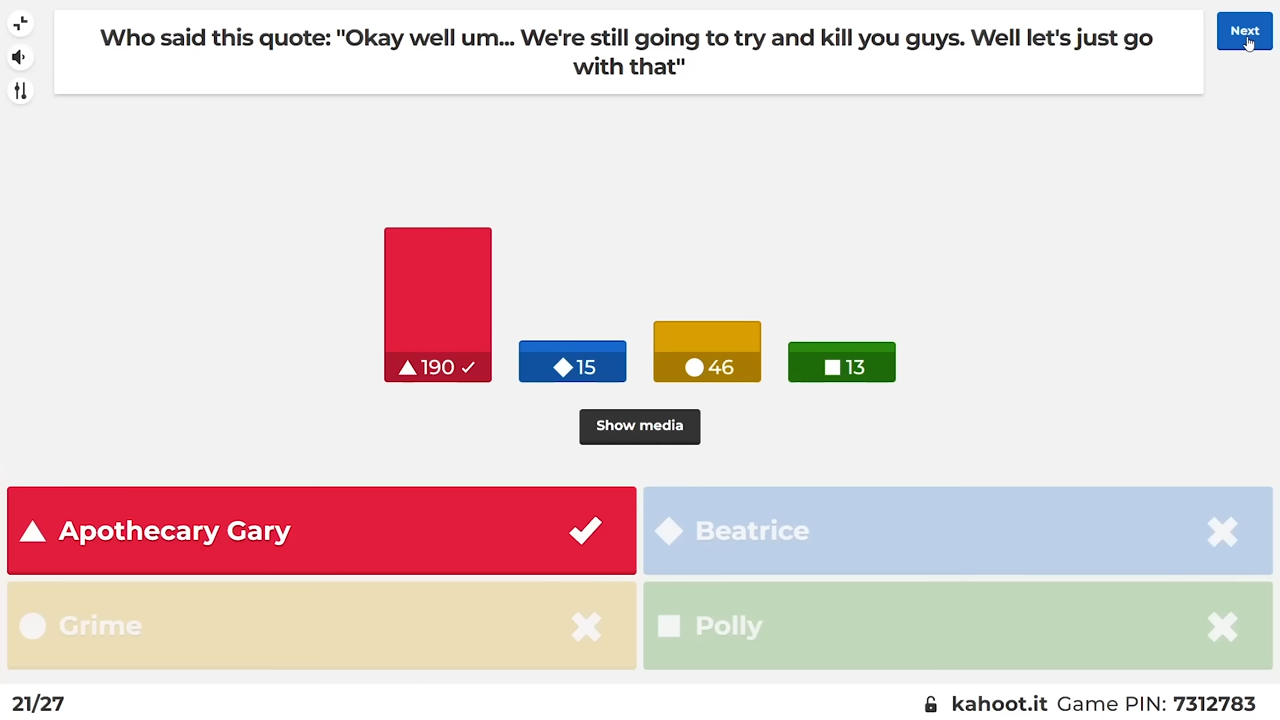 Who said this quote: "Okay well um... We're still going to try and kill you guys. Well let's just go
with that"
Next
190
15
46
13
Show media
Apothecary Gary
Beatrice
Grime
Polly
21/27
kahoot.it Game PIN: 7312783